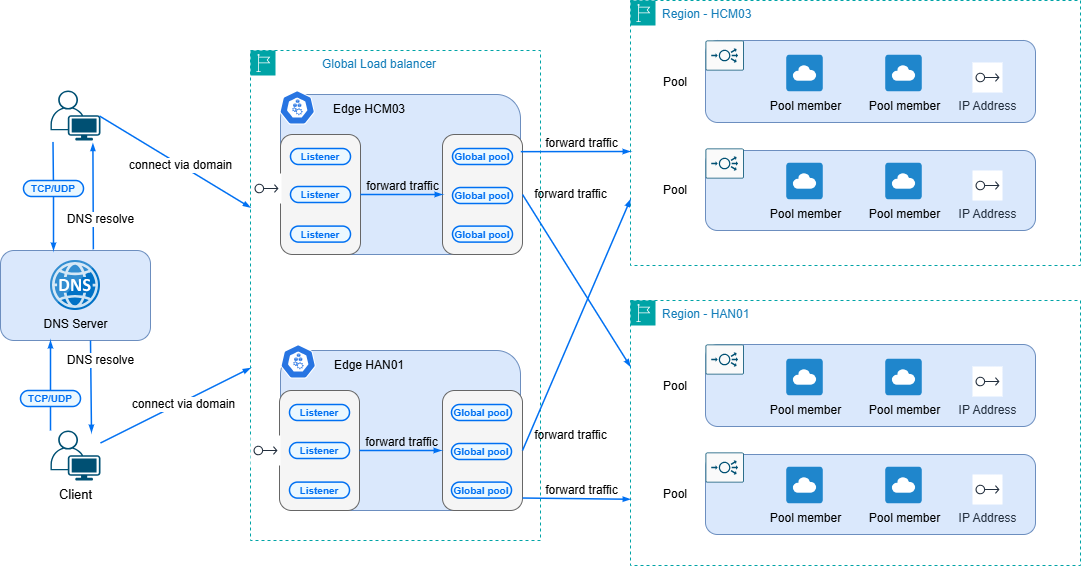 Region - HCM03
Pool
Pool member
Pool member
IP Address
Pool
Pool member
Pool member
IP Address
Global Load balancer
Edge HCM03
Listener
Listener
Listener
forward traffic
Global pool
Global pool
Global pool
forward traffic
forward traffic
connect via domain
TCP/UDP
DNS resolve
DNS
DNS Server
DNS resolve
TCP/UDP
connect via domain
Client
Edge HAN01
Listener
Listener
Listener
forward traffic
Global pool
Global pool
Global pool
forward traffic
forward traffic
Region - HAN01
Pool
Pool member
Pool member
IP Address
Pool
Pool member
Pool member
IP Address